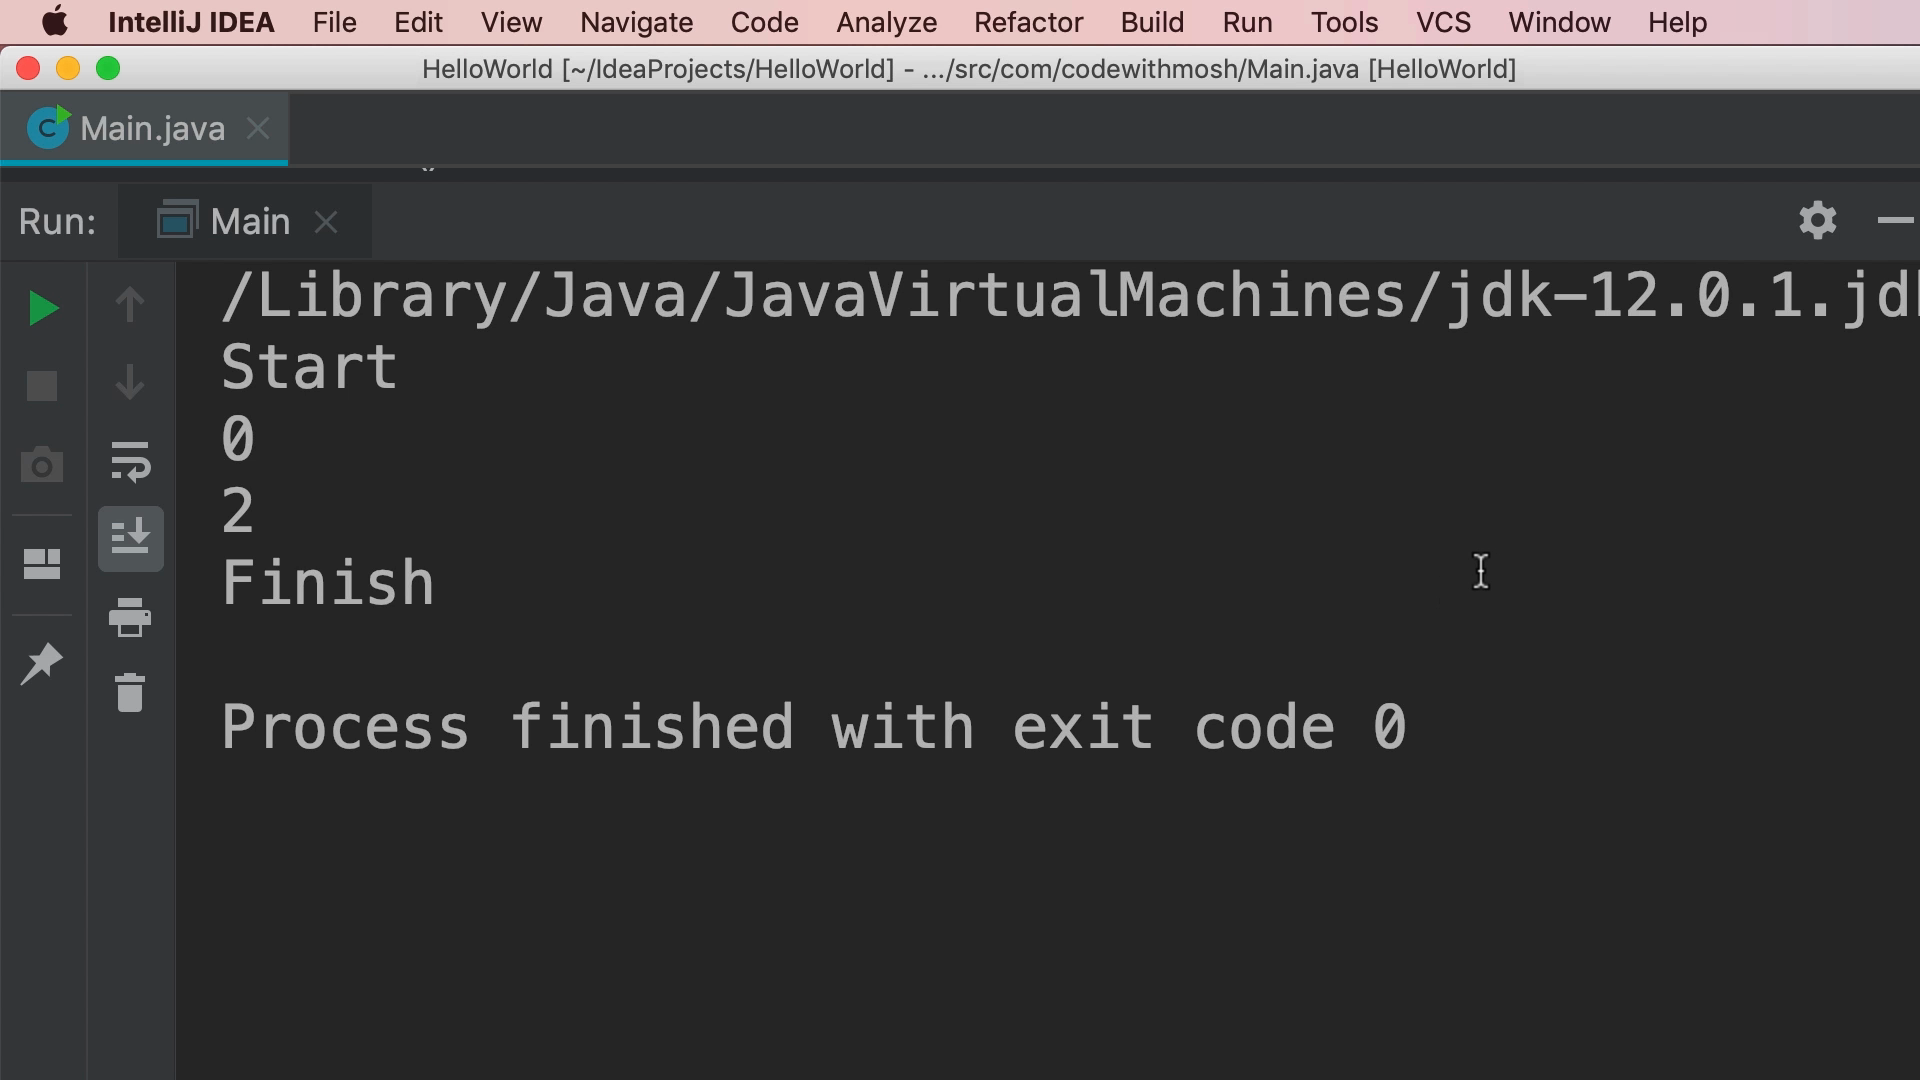 IntelliJ IDEA File Edit View Navigate Code Analyze Refactor Build Run Tools VCS Window Help
HelloWorld [~/IdeaProjects/HelloWorld] - .../src/com/codewithmosh/Main.java [HelloWorld]
C Main.java
Run: Main
/Library/Java/JavaVirtualMachines/jdk-12.0.1.jd
Start
0
2
Finish
Process finished with exit code 0